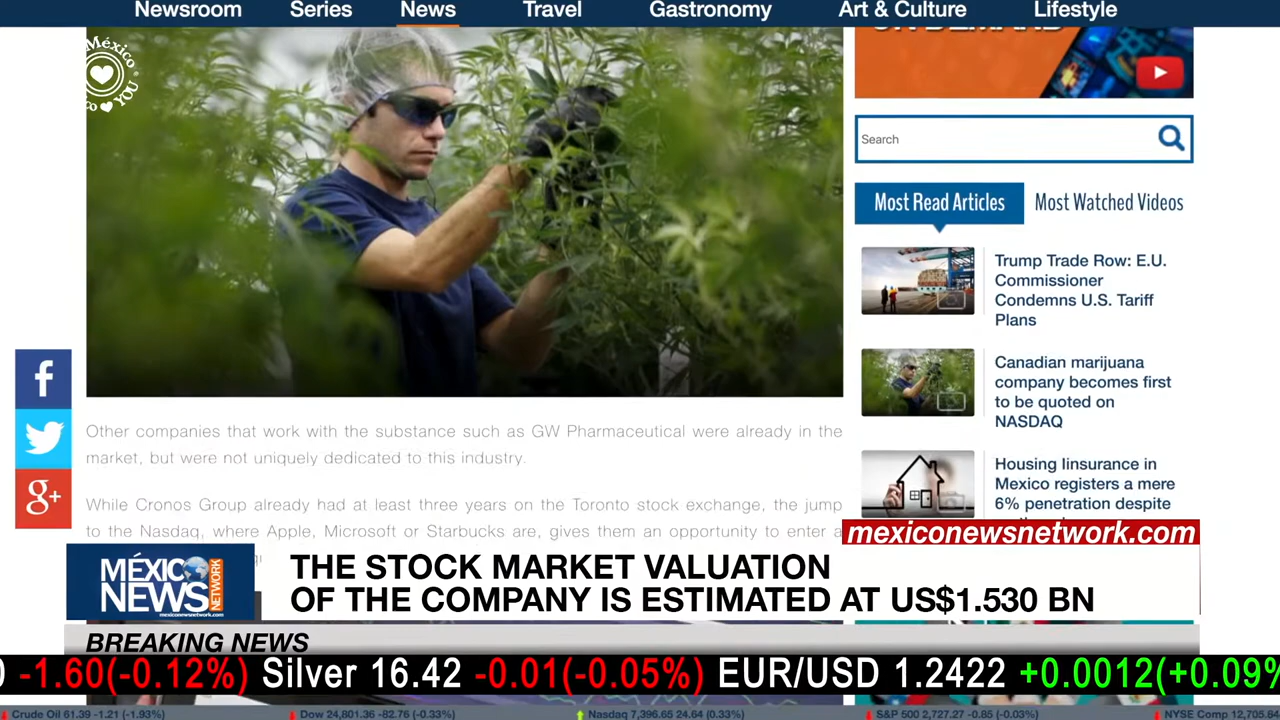 Newsroom Series News Travel Gastronomy Art & Culture Lifestyle
México
YOU
ON DEMAND
Search
Most Read Articles Most Watched Videos
Trump Trade Row: E.U.
Commissioner
Condemns U.S. Tariff
Plans
Canadian marijuana
company becomes first
to be quoted on
NASDAQ
Housing Iinsurance in
Mexico registers a mere
6% penetration despite
f
g+
Other companies that work with the substance such as GW Pharmaceutical were already in the
market, but were not uniquely dedicated to this industry.
While Cronos Group already had at least three years on the Toronto stock exchange, the jump
to the Nasdaq, where Apple, Microsoft or Starbucks are, gives them an opportunity to enter a
mexiconewsnetwork.com
MÉXICO
NEWS
NETWORK
mexiconewsnetwork.com
THE STOCK MARKET VALUATION
OF THE COMPANY IS ESTIMATED AT US$1.530 BN
BREAKING NEWS
0 -1.60(-0.12%) Silver 16.42 -0.01(-0.05%) EUR/USD 1.2422 +0.0012(+0.09%
Crude Oil 61.39 -1.21 (-1.93%) Dow 24,801.36 -82.76 (-0.33%) Nasdaq 7,396.65 24.64 (0.33%) S&P 500 2,727.27 -0.85 (-0.03%) NYSE Comp 12,705.84